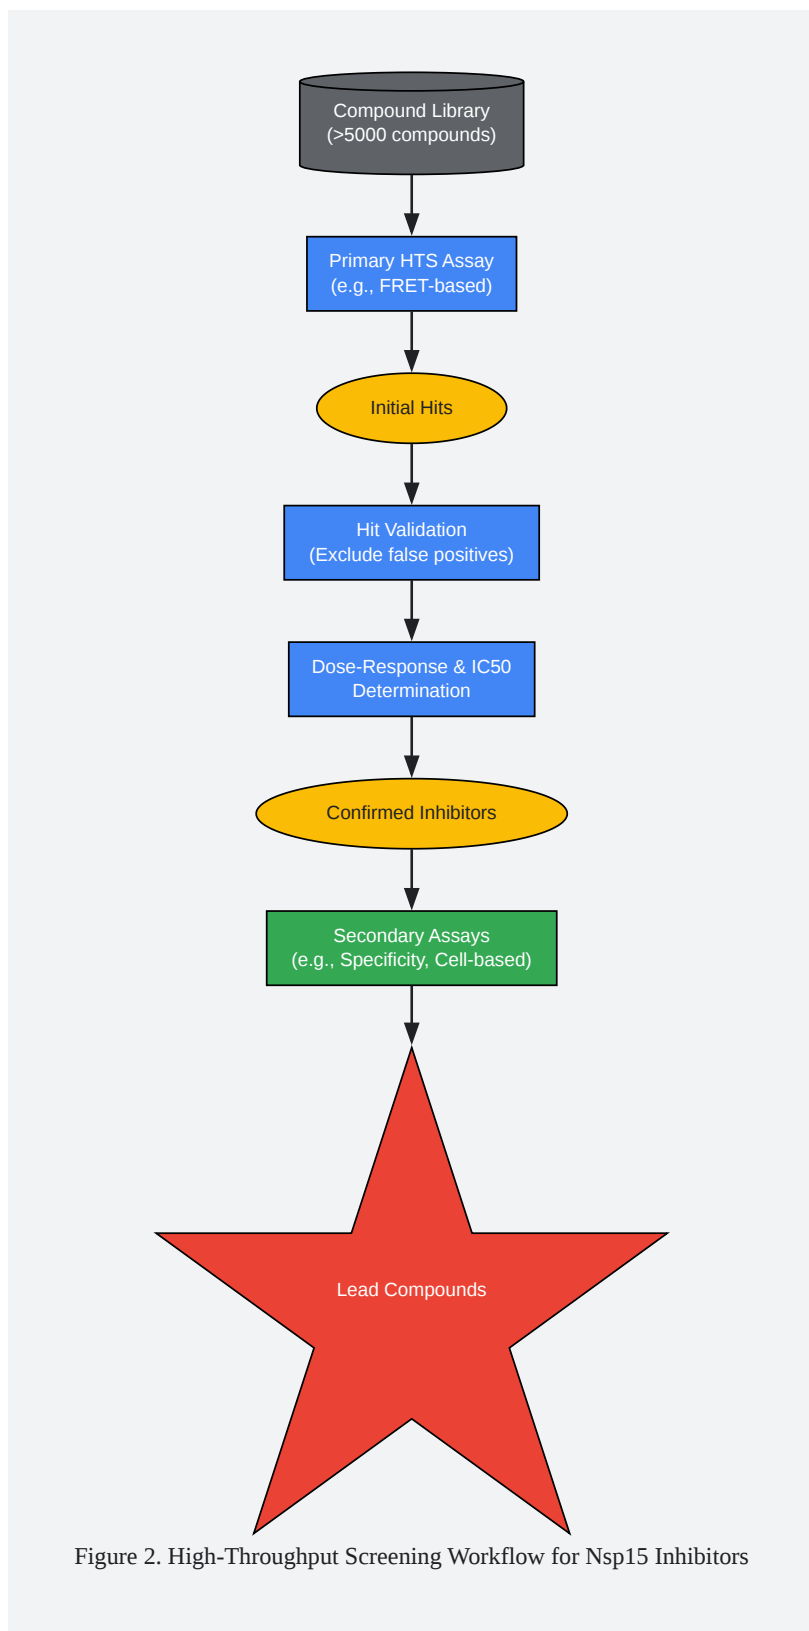 Compound Library
(>5000 compounds)
Primary HTS Assay
(e.g., FRET-based)
Initial Hits
Hit Validation
(Exclude false positives)
Dose-Response & IC50
Determination
Confirmed Inhibitors
Secondary Assays
(e.g., Specificity, Cell-based)
Lead Compounds
Figure 2. High-Throughput Screening Workflow for Nsp15 Inhibitors